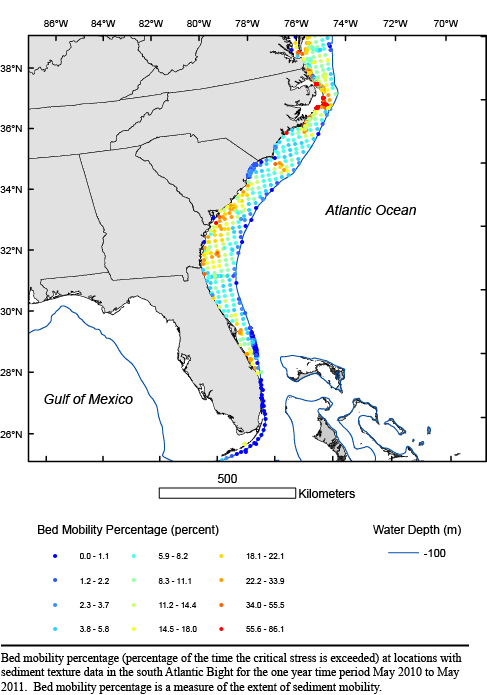 86°W 84°W 82°W 80°W 78°W 76°W 74°W 72°W 70°W
38°N
36°N
34°N
Atlantic Ocean
32°N
30°N
28°N
Gulf of Mexico
26°N
500
Kilometers
Bed Mobility Percentage (percent) Water Depth (m)
0.0 - 1.1 5.9 - 8.2 18.1 - 22.1 -100
1.2 - 2.2 8.3 - 11.1 22.2 - 33.9
2.3 - 3.7 11.2 - 14.4 34.0 - 55.5
3.8 - 5.8 14.5 - 18.0 55.6 - 86.1
Bed mobility percentage (percentage of the time the critical stress is exceeded) at locations with
sediment texture data in the south Atlantic Bight for the one year time period May 2010 to May
2011. Bed mobility percentage is a measure of the extent of sediment mobility.